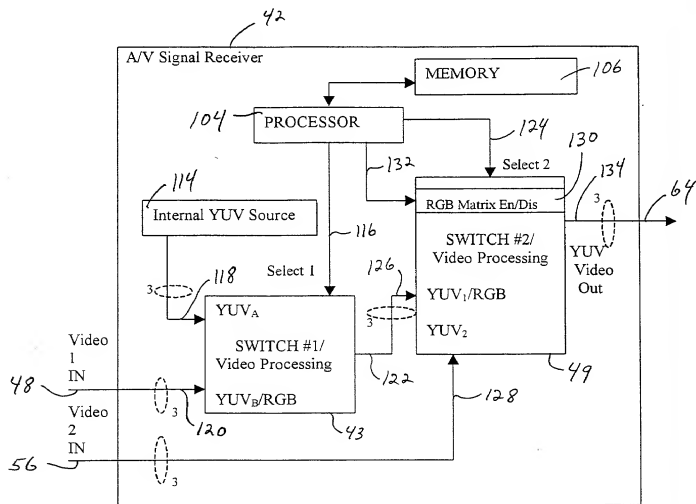 42
A/V Signal Receiver
MEMORY
106
104
PROCESSOR
124
132
Select 2
130
134
64
114
Internal YUV Source
RGB Matrix En/Dis
3
116
SWITCH #2/
Video Processing
YUV
Video
Out
Select 1
126
3
118
YUV1/RGB
3
YUVA
YUV2
Video
1
IN
SWITCH #1/
Video Processing
122
49
48
3
120
YUVB/RGB
43
128
Video
2
IN
56
3